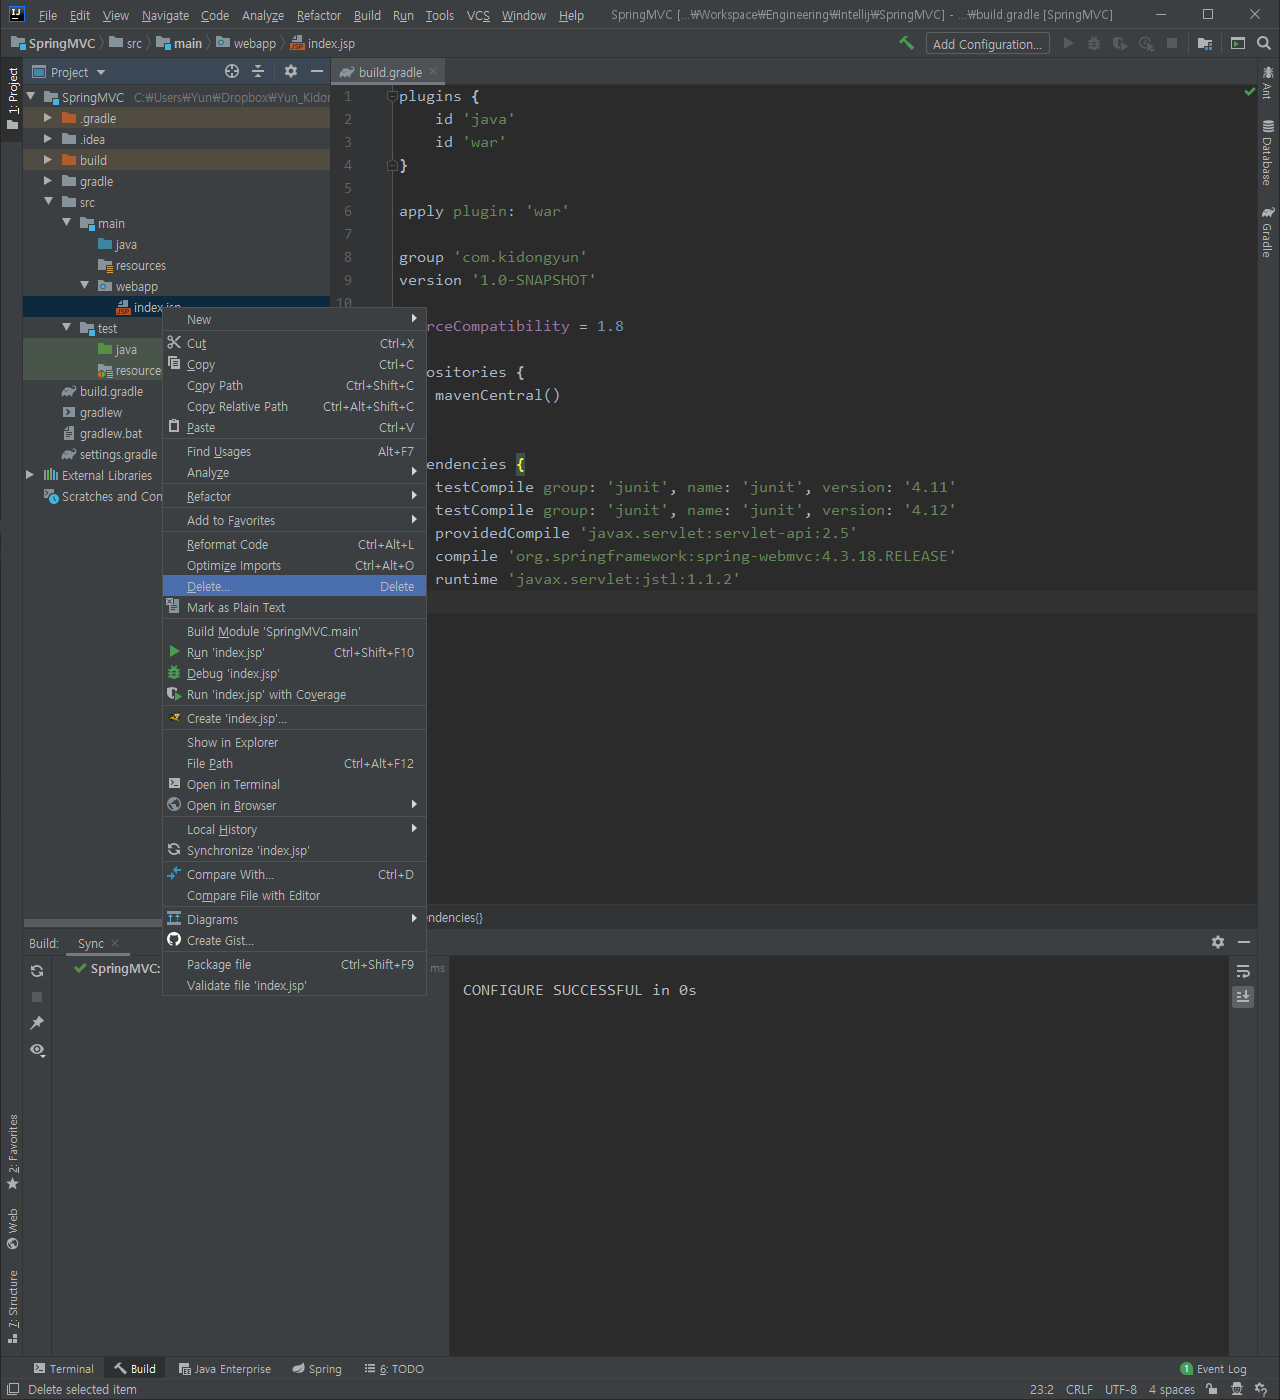 File Edit View Navigate Code Analyze Refactor Build Run Tools VCS Window Help SpringMVC [...₩Workspace₩Engineering₩Intellij₩SpringMVC] - ...₩build.gradle [SpringMVC]
SpringMVC src main webapp index.jsp Add Configuration...
1: Project
Project
SpringMVC C:₩Users₩Yun₩Dropbox₩Yun_Kidor
.gradle
.idea
build
gradle
src
main
java
resources
webapp
index.jsp
test
java
resource
build.gradle
gradlew
gradlew.bat
settings.gradle
External Libraries
Scratches and Con
New
Cut Ctrl+X
Copy Ctrl+C
Copy Path Ctrl+Shift+C
Copy Relative Path Ctrl+Alt+Shift+C
Paste Ctrl+V
Find Usages Alt+F7
Analyze
Refactor
Add to Favorites
Reformat Code Ctrl+Alt+L
Optimize Imports Ctrl+Alt+O
Delete... Delete
Mark as Plain Text
Build Module 'SpringMVC.main'
Run 'index.jsp' Ctrl+Shift+F10
Debug 'index.jsp'
Run 'index.jsp' with Coverage
Create 'index.jsp'...
Show in Explorer
File Path Ctrl+Alt+F12
Open in Terminal
Open in Browser
Local History
Synchronize 'index.jsp'
Compare With... Ctrl+D
Compare File with Editor
Diagrams
Create Gist...
Package file Ctrl+Shift+F9
Validate file 'index.jsp'
build.gradle
1 plugins {
2 id 'java'
3 id 'war'
4 }
5
6 apply plugin: 'war'
7
8 group 'com.kidongyun'
9 version '1.0-SNAPSHOT'
10
rceCompatibility = 1.8
ositories {
mavenCentral()
endencies {
testCompile group: 'junit', name: 'junit', version: '4.11'
testCompile group: 'junit', name: 'junit', version: '4.12'
providedCompile 'javax.servlet:servlet-api:2.5'
compile 'org.springframework:spring-webmvc:4.3.18.RELEASE'
runtime 'javax.servlet:jstl:1.1.2'
endencies{}
Ant
Database
Gradle
Build: Sync
SpringMVC: ms
CONFIGURE SUCCESSFUL in 0s
2: Favorites
Web
7: Structure
Terminal Build Java Enterprise Spring 6: TODO 1 Event Log
Delete selected item 23:2 CRLF UTF-8 4 spaces